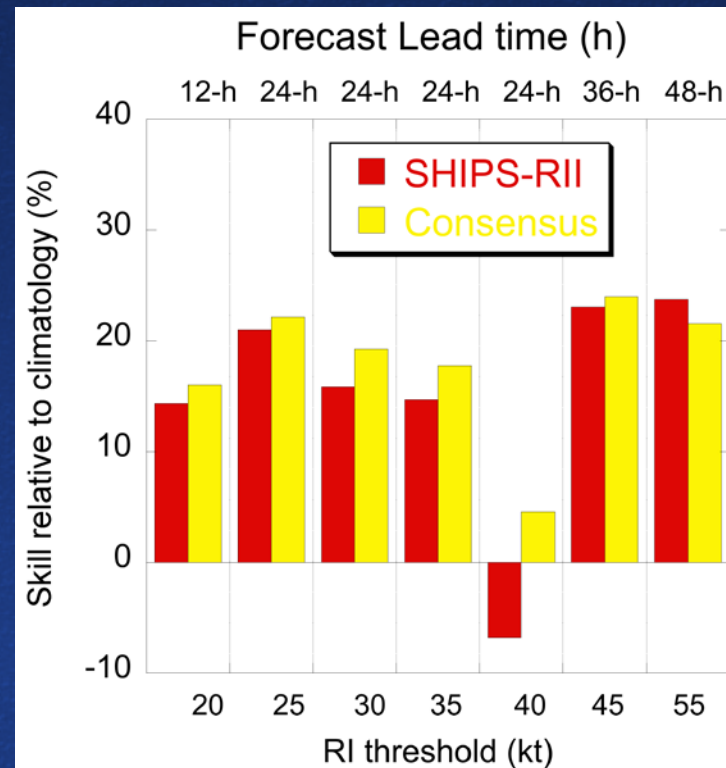 Forecast Lead time (h)
12-h 24-h 24-h 24-h 24-h 36-h 48-h
40
30
20
10
0
-10
Skill relative to climatology (%)
SHIPS-RII
Consensus
20 25 30 35 40 45 55
RI threshold (kt)